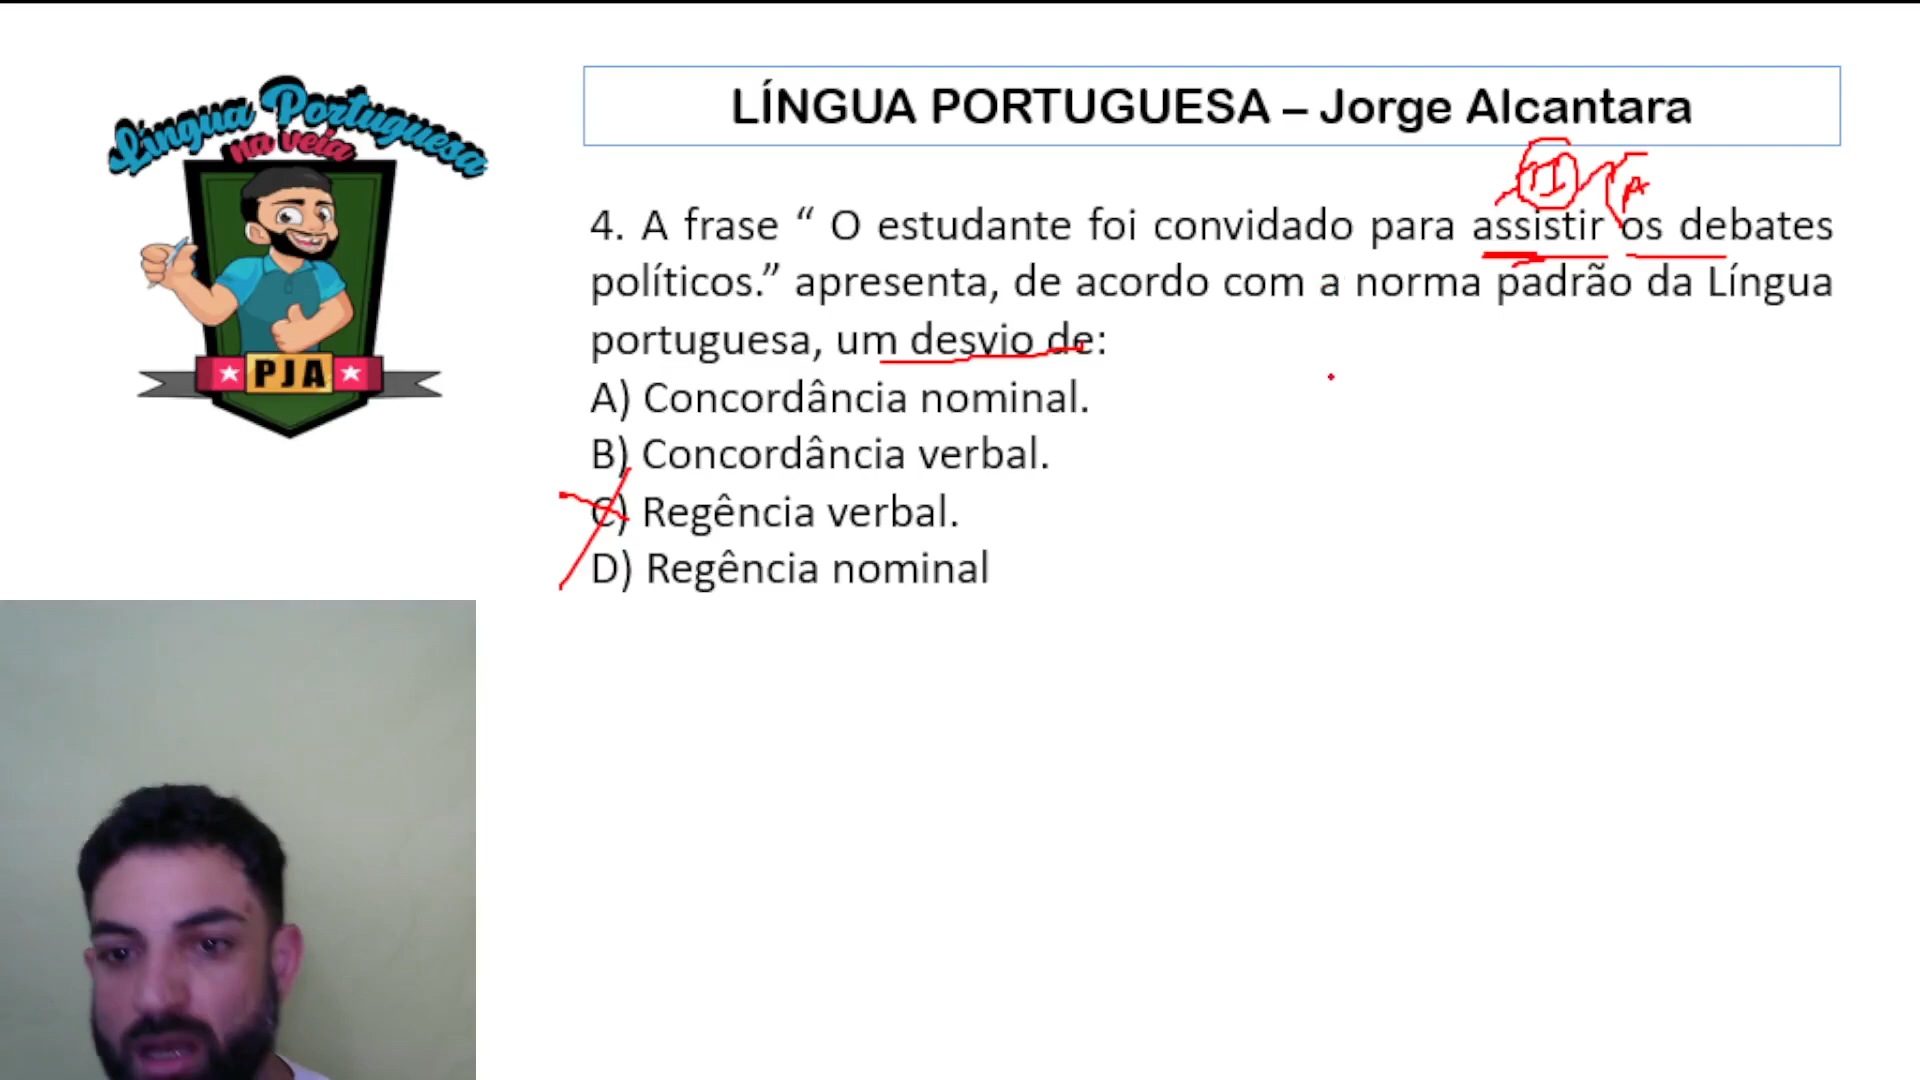 Língua Portuguesa
na veia
PJA
LÍNGUA PORTUGUESA – Jorge Alcantara
4. A frase “ O estudante foi convidado para assistir os debates
políticos.” apresenta, de acordo com a norma padrão da Língua
portuguesa, um desvio de:
A) Concordância nominal.
B) Concordância verbal.
C) Regência verbal.
D) Regência nominal